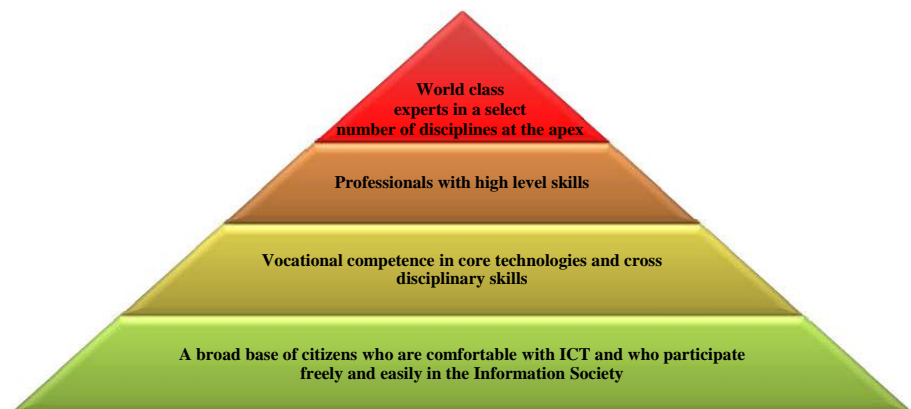 World class
experts in a select
number of disciplines at the apex
Professionals with high level skills
Vocational competence in core technologies and cross
disciplinary skills
A broad base of citizens who are comfortable with ICT and who participate
freely and easily in the Information Society